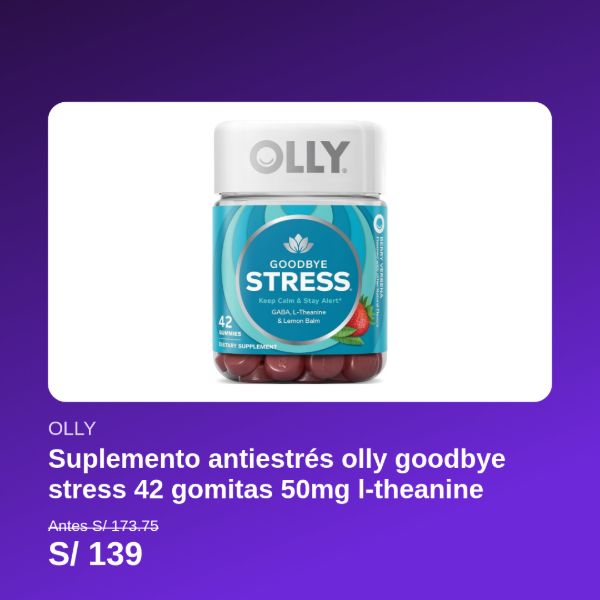 OLLY
GOODBYE
STRESS
Keep Calm & Stay Alert*
GABA, L-Theanine
& Lemon Balm
42
GUMMIES
DIETARY SUPPLEMENT
BERRY VERBENA
OLLY
Suplemento antiestrés olly goodbye
stress 42 gomitas 50mg l-theanine
Antes S/ 173.75
S/ 139